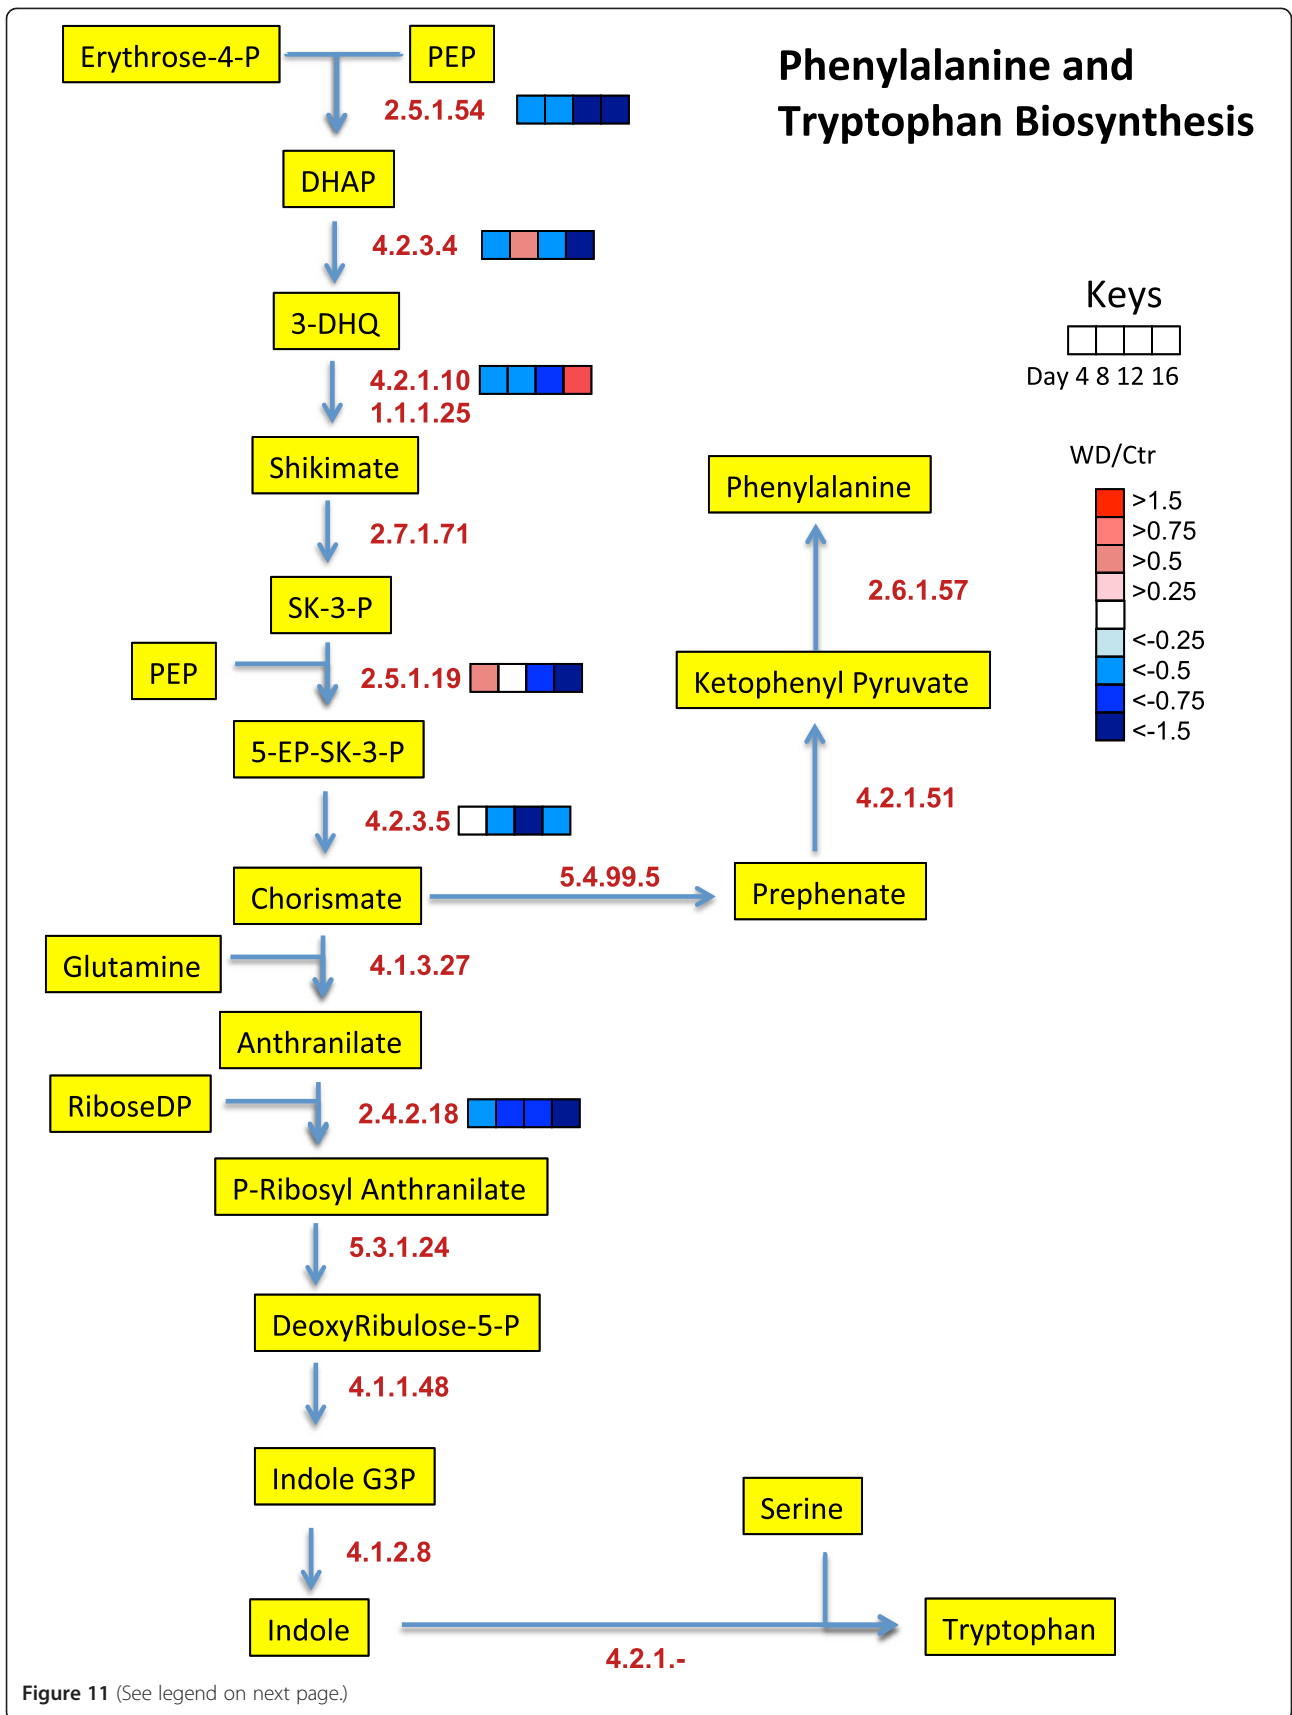 Erythrose-4-P
PEP
Phenylalanine and
Tryptophan Biosynthesis
2.5.1.54
DHAP
4.2.3.4
3-DHQ
Keys
Day 4 8 12 16
4.2.1.10
1.1.1.25
Shikimate
2.7.1.71
SK-3-P
PEP
2.5.1.19
5-EP-SK-3-P
4.2.3.5
Chorismate
5.4.99.5
Prephenate
4.2.1.51
Ketophenyl Pyruvate
2.6.1.57
Phenylalanine
WD/Ctr
>1.5
>0.75
>0.5
>0.25
<-0.25
<-0.5
<-0.75
<-1.5
Glutamine
4.1.3.27
Anthranilate
RiboseDP
2.4.2.18
P-Ribosyl Anthranilate
5.3.1.24
DeoxyRibulose-5-P
4.1.1.48
Indole G3P
4.1.2.8
Indole
Serine
4.2.1.-
Tryptophan
Figure 11 (See legend on next page.)